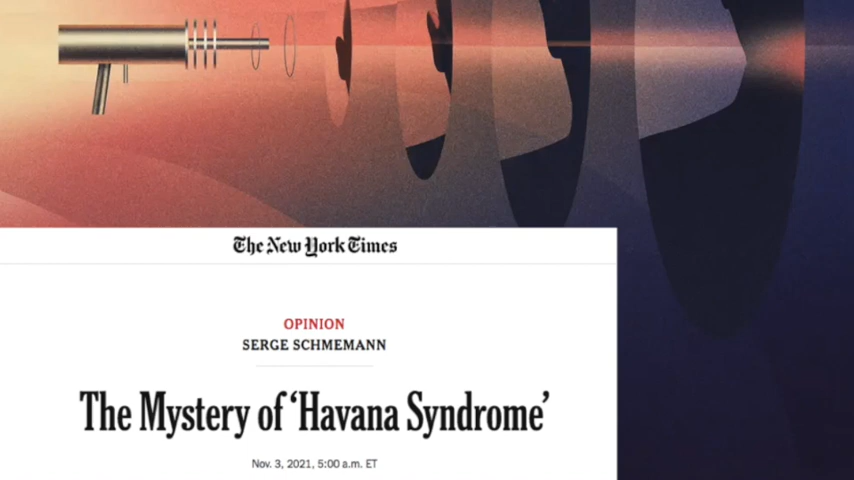 The New York Times
OPINION
SERGE SCHMEMANN
The Mystery of ‘Havana Syndrome’
Nov. 3, 2021, 5:00 a.m. ET